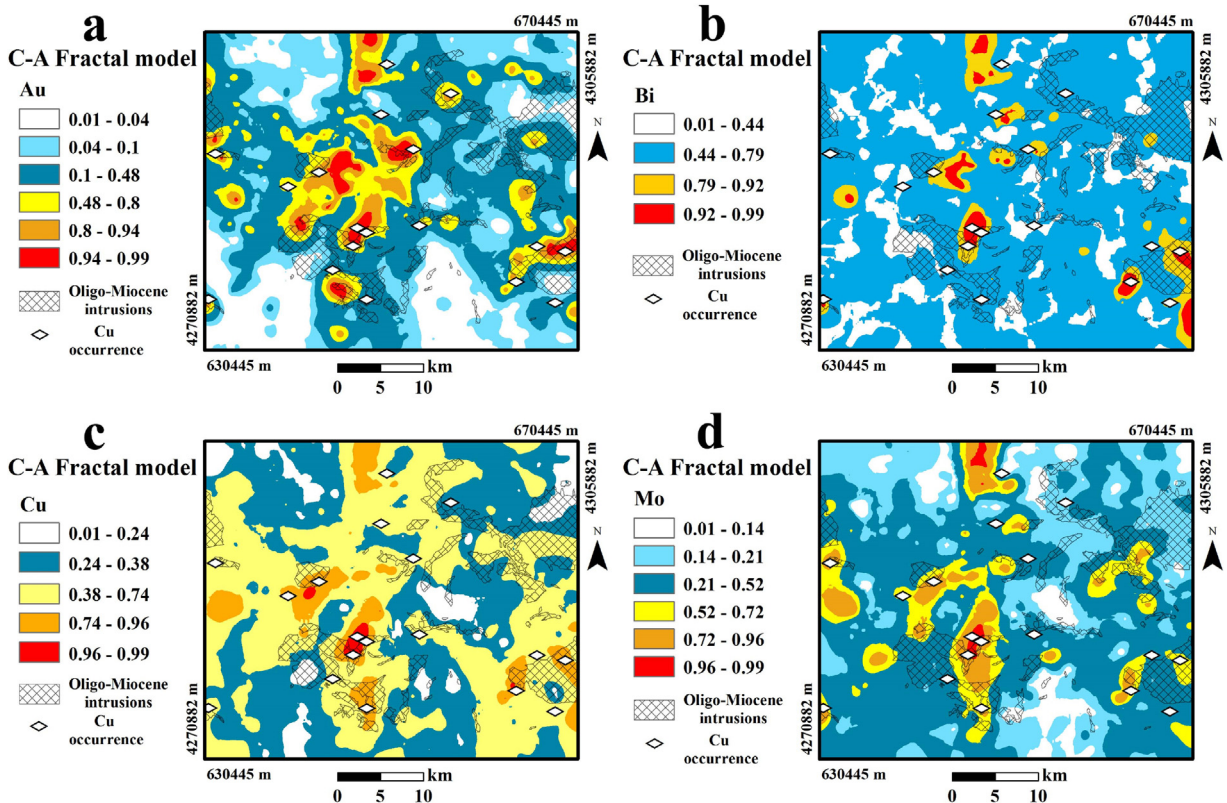 a
670445 m
C-A Fractal model
Au
0.01 - 0.04
0.04 - 0.1
0.1 - 0.48
0.48 - 0.8
0.8 - 0.94
0.94 - 0.99
Oligo-Miocene
intrusions
Cu
occurrence
4305882 m
N
4270882 m
630445 m
km
0 5 10
b
670445 m
C-A Fractal model
Bi
0.01 - 0.44
0.44 - 0.79
0.79 - 0.92
0.92 - 0.99
Oligo-Miocene
intrusions
Cu
occurrence
4305882 m
N
4270882 m
630445 m
km
0 5 10
c
670445 m
C-A Fractal model
Cu
0.01 - 0.24
0.24 - 0.38
0.38 - 0.74
0.74 - 0.96
0.96 - 0.99
Oligo-Miocene
intrusions
Cu
occurrence
4305882 m
N
4270882 m
630445 m
km
0 5 10
d
670445 m
C-A Fractal model
Mo
0.01 - 0.14
0.14 - 0.21
0.21 - 0.52
0.52 - 0.72
0.72 - 0.96
0.96 - 0.99
Oligo-Miocene
intrusions
Cu
occurrence
4305882 m
N
4270882 m
630445 m
km
0 5 10